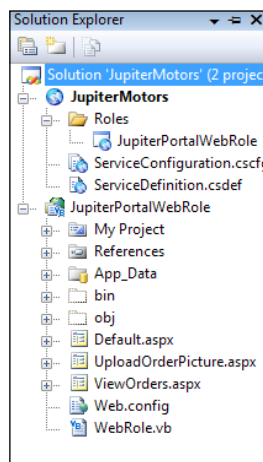 Solution Explorer
Solution 'JupiterMotors' (2 projec
JupiterMotors
Roles
JupiterPortalWebRole
ServiceConfiguration.cscfg
ServiceDefinition.csdef
JupiterPortalWebRole
My Project
References
App_Data
bin
obj
Default.aspx
UploadOrderPicture.aspx
ViewOrders.aspx
Web.config
WebRole.vb